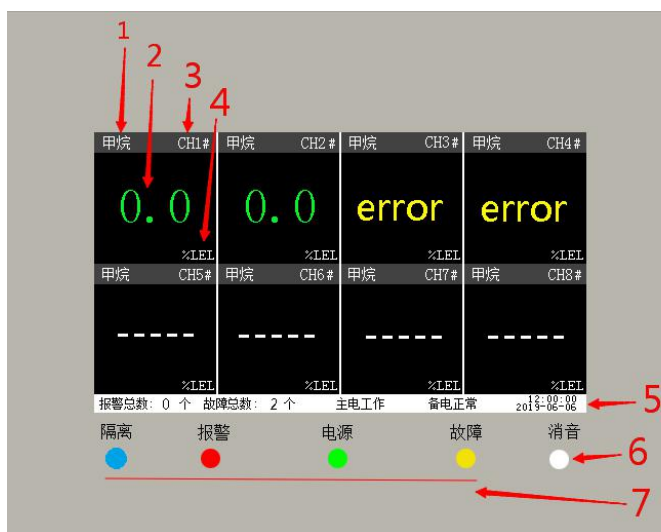 1
2
3
4
甲烷 CH1# 甲烷 CH2# 甲烷 CH3# 甲烷 CH4#
0.0 0.0 error error
%LEL %LEL %LEL %LEL
甲烷 CH5# 甲烷 CH6# 甲烷 CH7# 甲烷 CH8#
----- ----- ----- -----
%LEL %LEL %LEL %LEL
报警总数: 0 个 故障总数: 2 个 主电工作 备电正常 12:00:00
2019-06-06
5
隔离 报警 电源 故障 消音
6
7